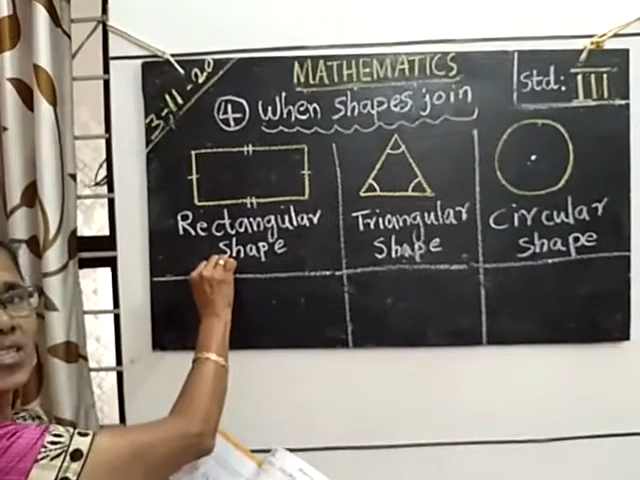 3-11-20
MATHEMATICS
Std: III
④ When shapes join
Rectangular
Shape
Triangular
Shape
Circular
shape